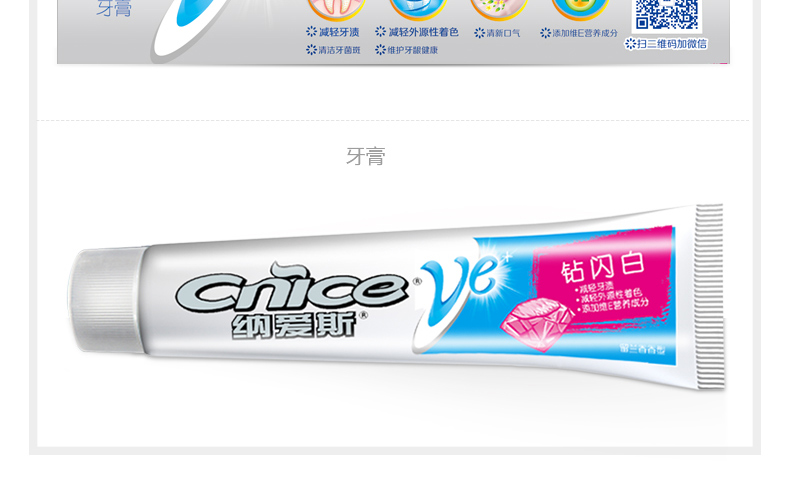 牙膏
减轻牙渍
减轻外源性着色
清新口气
添加维E营养成分
清洁牙菌斑
维护牙龈健康
扫二维码加微信
牙膏
cnice®
纳爱斯®
Ve+
钻闪白
•减轻牙渍
•减轻外源性着色
•添加维E营养成分